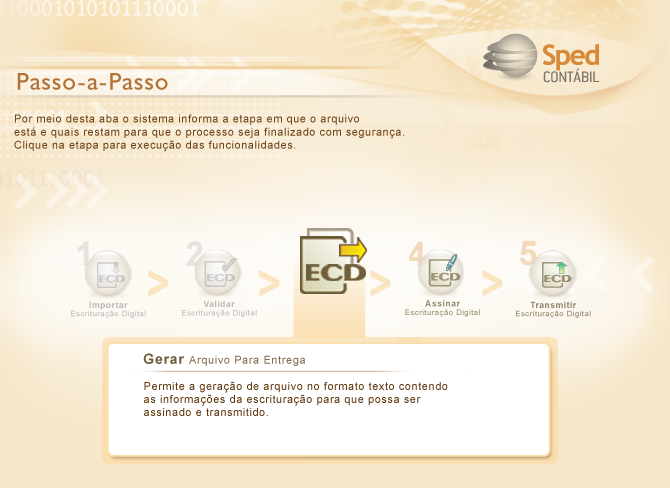 110001010101110001
Sped
CONTÁBIL
Passo-a-Passo
Por meio desta aba o sistema informa a etapa em que o arquivo
está e quais restam para que o processo seja finalizado com segurança.
Clique na etapa para execução das funcionalidades.
1 2 4 5
ECD ECD ECD ECD ECD
Importar
Escrituração Digital
Validar
Escrituração Digital
Assinar
Escrituração Digital
Transmitir
Escrituração Digital
Gerar Arquivo Para Entrega
Permite a geração de arquivo no formato texto contendo
as informações da escrituração para que possa ser
assinado e transmitido.